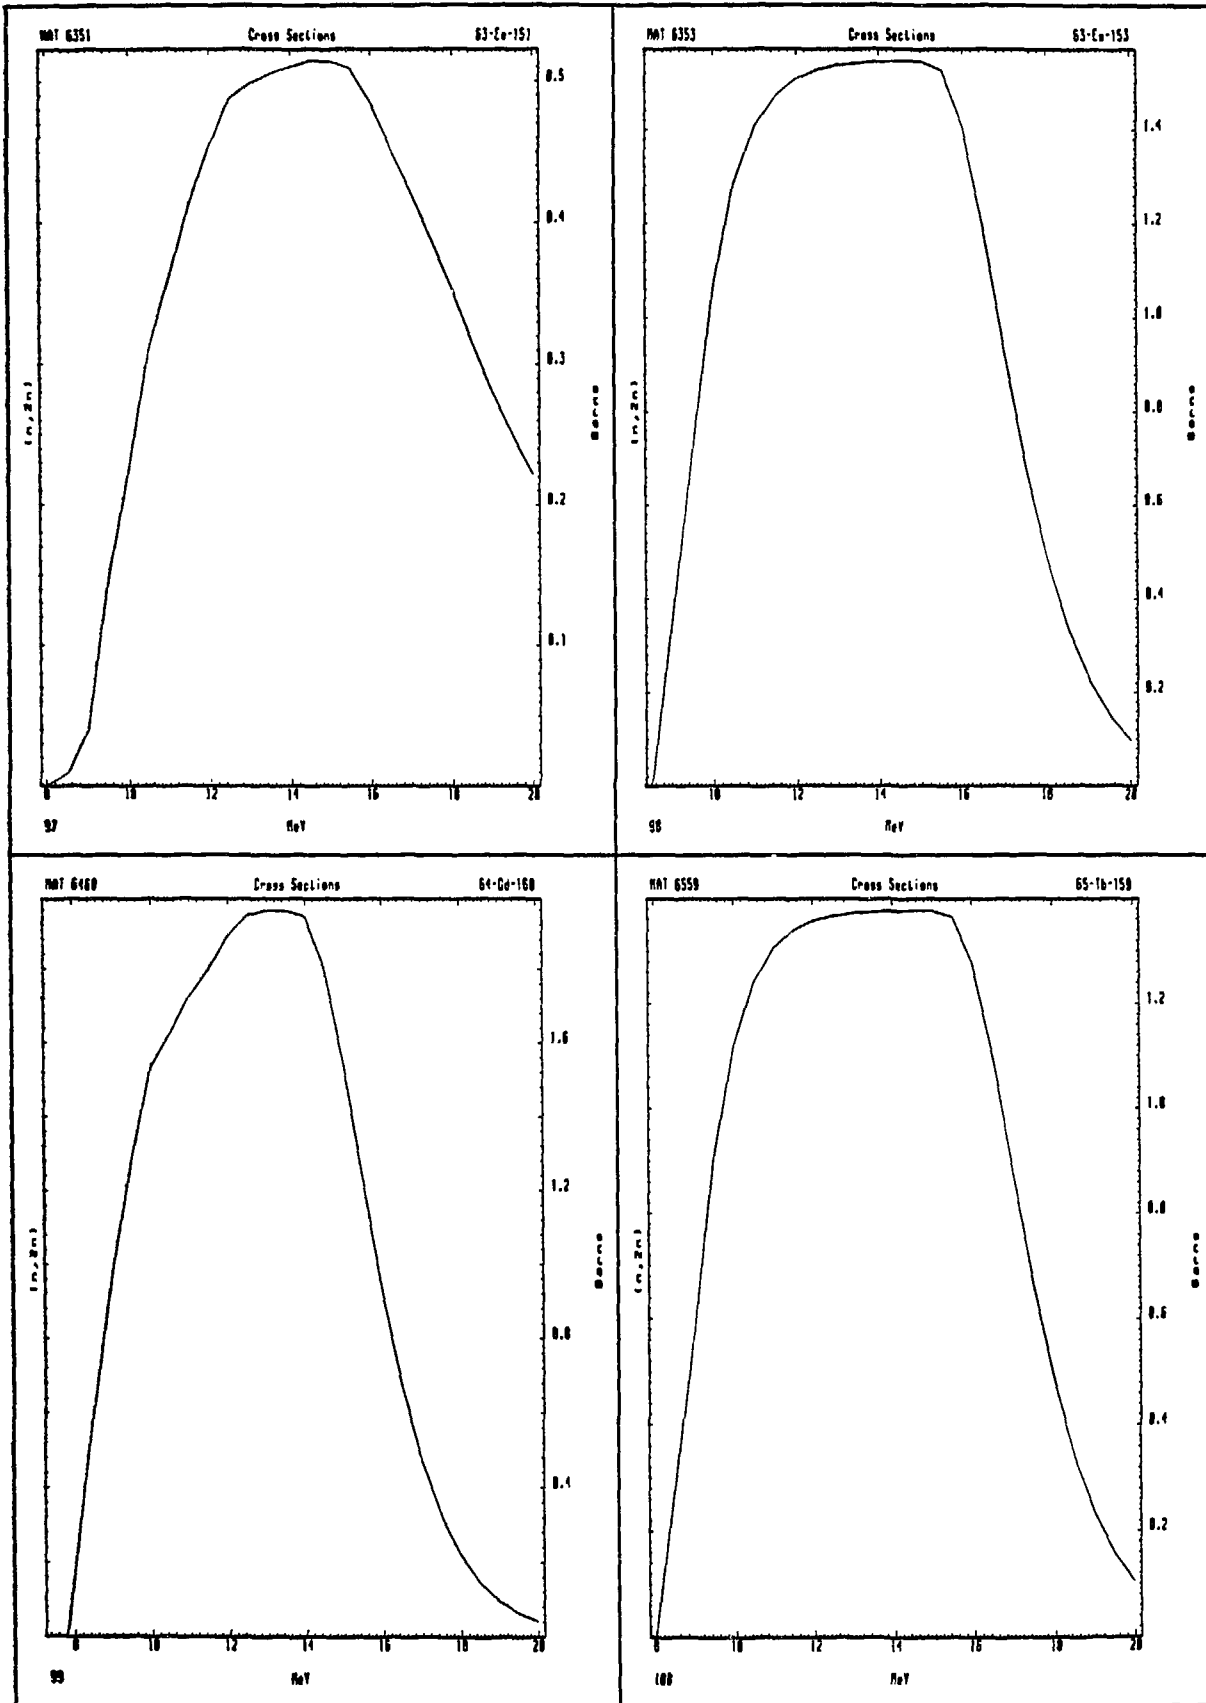 MAT 6351 Cross Sections 63-Eu-151
0.5
0.4
0.3
0.2
0.1
(n,2n)
Barns
8 10 12 14 16 18 20
97 MeV
MAT 6353 Cross Sections 63-Eu-153
1.4
1.2
1.0
0.8
0.6
0.4
0.2
(n,2n)
Barns
10 12 14 16 18 20
98 MeV
MAT 6460 Cross Sections 64-Gd-160
1.6
1.2
0.8
0.4
(n,2n)
Barns
8 10 12 14 16 18 20
99 MeV
MAT 6559 Cross Sections 65-Tb-159
1.2
1.0
0.8
0.6
0.4
0.2
(n,2n)
Barns
8 10 12 14 16 18 20
100 MeV